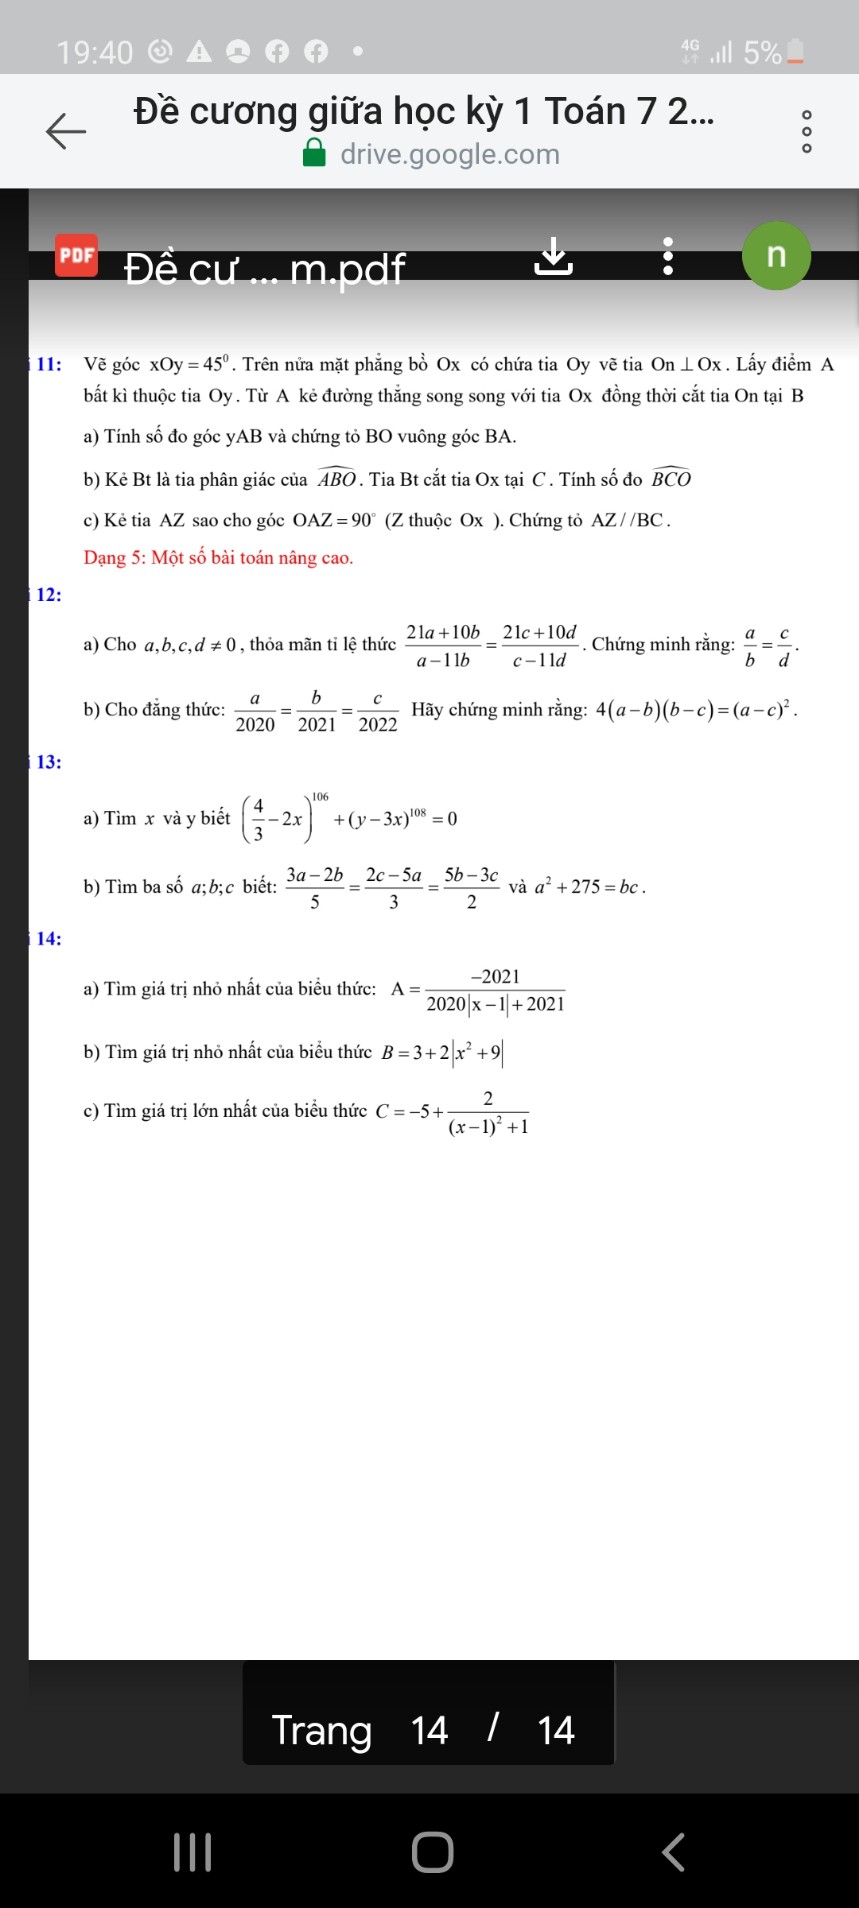 19:40 4G 5%
Đề cương giữa học kỳ 1 Toán 7 2...
drive.google.com
PDF Đề cư ... m.pdf n
i 11: Vẽ góc xOy = 45⁰. Trên nửa mặt phẳng bờ Ox có chứa tia Oy vẽ tia On ⊥ Ox. Lấy điểm A
bất kì thuộc tia Oy. Từ A kẻ đường thẳng song song với tia Ox đồng thời cắt tia On tại B
a) Tính số đo góc yAB và chứng tỏ BO vuông góc BA.
b) Kẻ Bt là tia phân giác của \widehat{ABO}. Tia Bt cắt tia Ox tại C. Tính số đo \widehat{BCO}
c) Kẻ tia AZ sao cho góc OAZ = 90° (Z thuộc Ox ). Chứng tỏ AZ//BC.
Dạng 5: Một số bài toán nâng cao.
i 12:
a) Cho a,b,c,d ≠ 0, thỏa mãn tỉ lệ thức \frac{21a+10b}{a-11b} = \frac{21c+10d}{c-11d}. Chứng minh rằng: \frac{a}{b} = \frac{c}{d}.
b) Cho đẳng thức: \frac{a}{2020} = \frac{b}{2021} = \frac{c}{2022} Hãy chứng minh rằng: 4(a-b)(b-c)=(a-c)².
i 13:
a) Tìm x và y biết \left(\frac{4}{3}-2x\right)^{106}+(y-3x)^{108}=0
b) Tìm ba số a;b;c biết: \frac{3a-2b}{5} = \frac{2c-5a}{3} = \frac{5b-3c}{2} và a²+275=bc.
i 14:
a) Tìm giá trị nhỏ nhất của biểu thức: A = \frac{-2021}{2020|x-1|+2021}
b) Tìm giá trị nhỏ nhất của biểu thức B = 3+2|x²+9|
c) Tìm giá trị lớn nhất của biểu thức C = -5+\frac{2}{(x-1)^2+1}
Trang 14 / 14